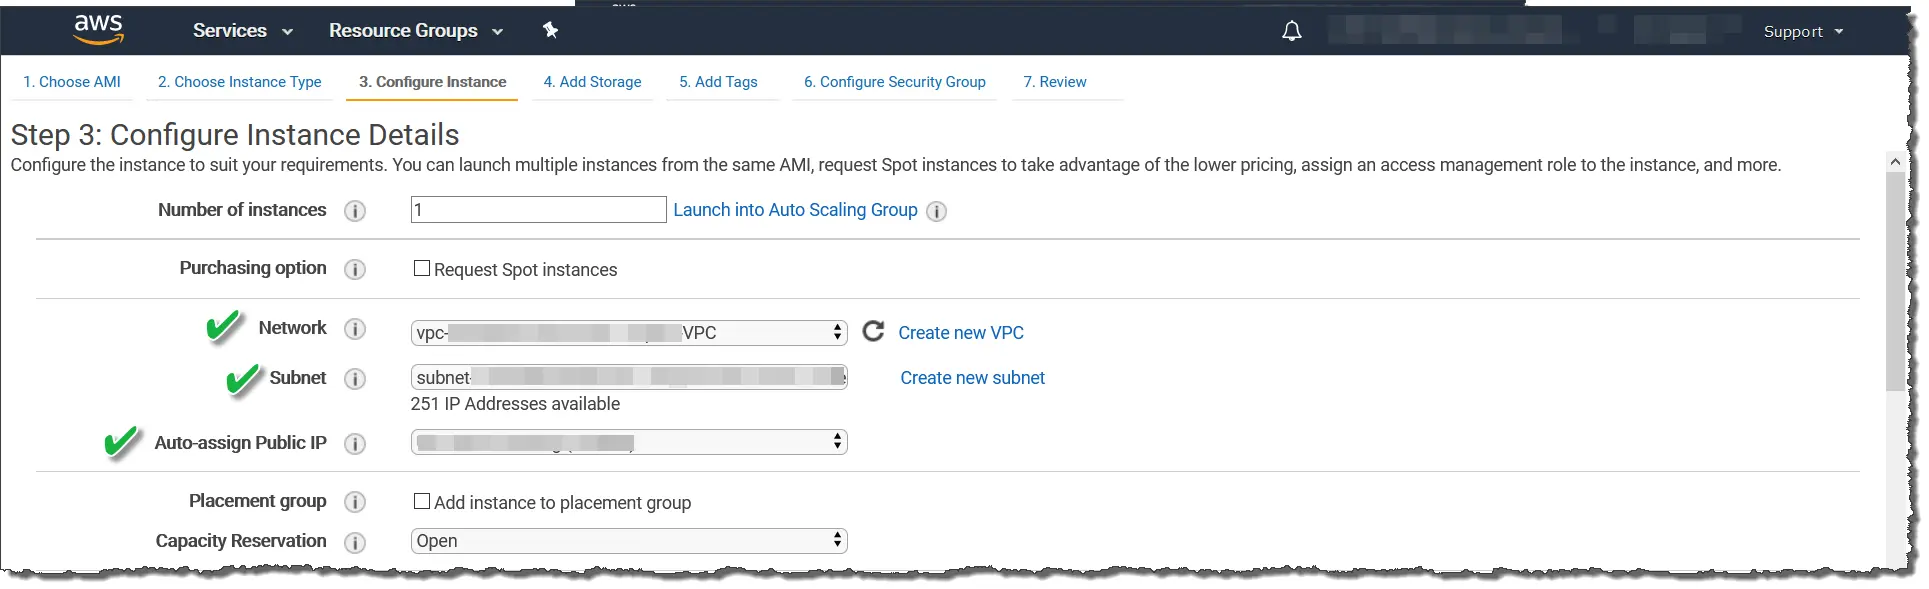 aws
Services Resource Groups Support
1. Choose AMI 2. Choose Instance Type 3. Configure Instance 4. Add Storage 5. Add Tags 6. Configure Security Group 7. Review
Step 3: Configure Instance Details
Configure the instance to suit your requirements. You can launch multiple instances from the same AMI, request Spot instances to take advantage of the lower pricing, assign an access management role to the instance, and more.
Number of instances i 1 Launch into Auto Scaling Group i
Purchasing option i Request Spot instances
Network i vpc- VPC Create new VPC
Subnet i subnet- Create new subnet
251 IP Addresses available
Auto-assign Public IP i
Placement group i Add instance to placement group
Capacity Reservation i Open